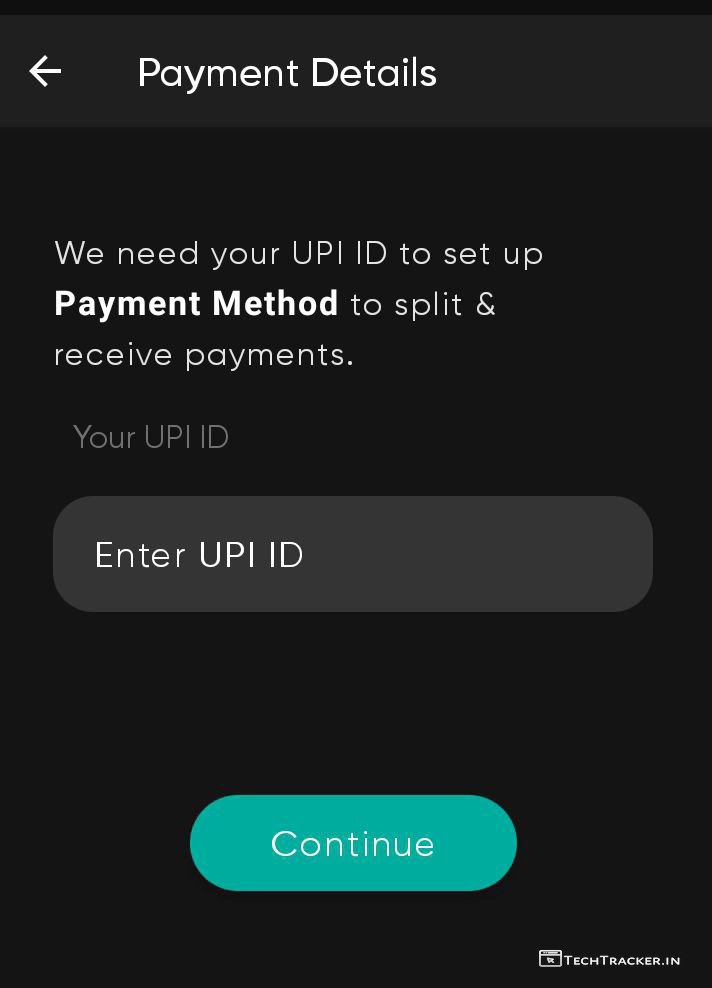 Payment Details
We need your UPI ID to set up
Payment Method to split &
receive payments.
Your UPI ID
Enter UPI ID
Continue
TECHTRACKER.IN